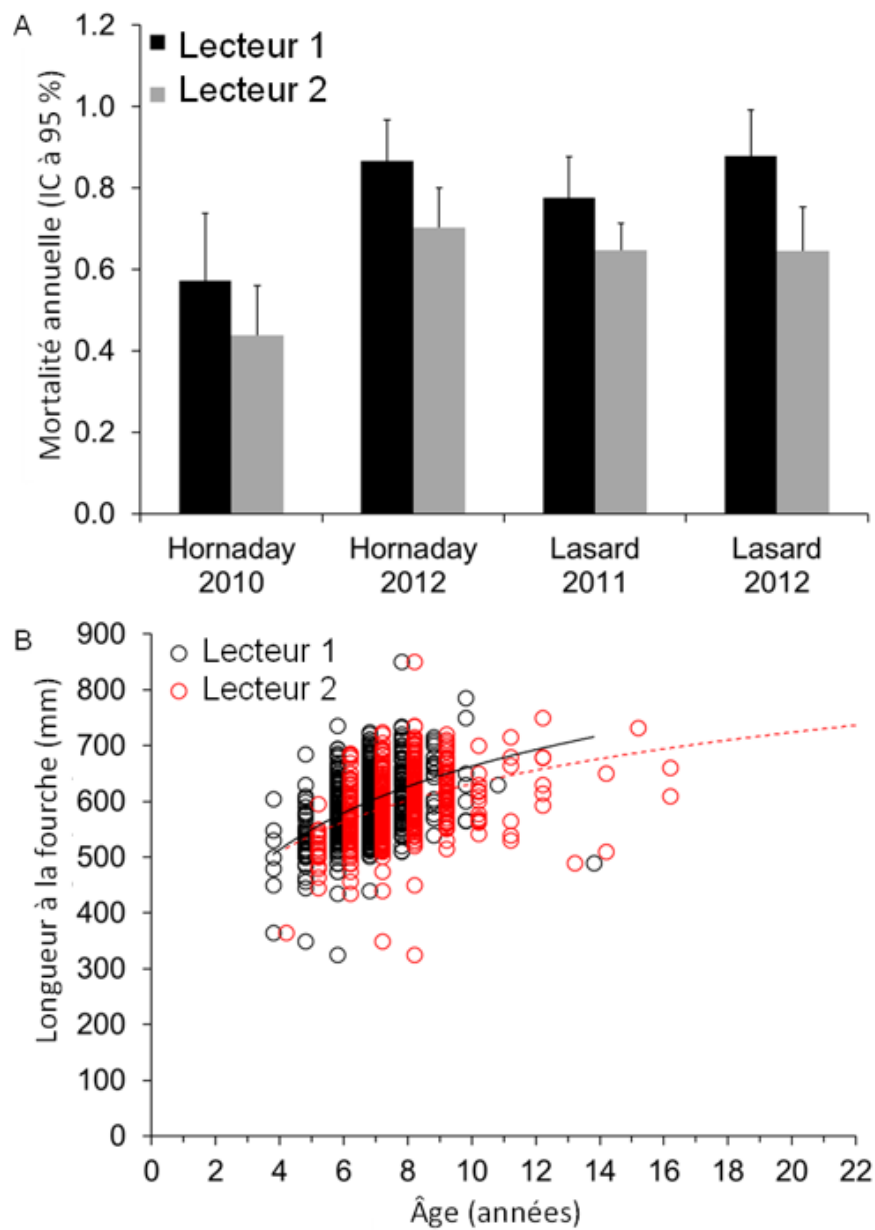 A
Mortalité annuelle (IC à 95 %)
1.2
1.0
0.8
0.6
0.4
0.2
0.0
Lecteur 1
Lecteur 2
Hornaday 2010
Hornaday 2012
Lasard 2011
Lasard 2012
B
Longueur à la fourche (mm)
900
800
700
600
500
400
300
200
100
0
Lecteur 1
Lecteur 2
0 2 4 6 8 10 12 14 16 18 20 22
Âge (années)